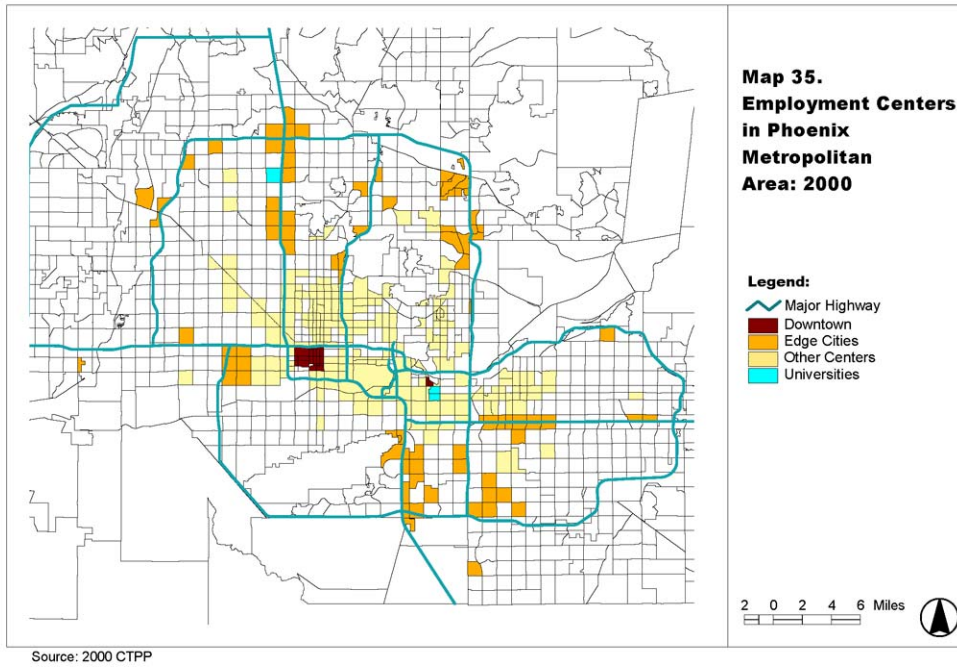 Map 35.
Employment Centers
in Phoenix
Metropolitan
Area: 2000
Legend:
Major Highway
Downtown
Edge Cities
Other Centers
Universities
2 0 2 4 6 Miles
Source: 2000 CTPP